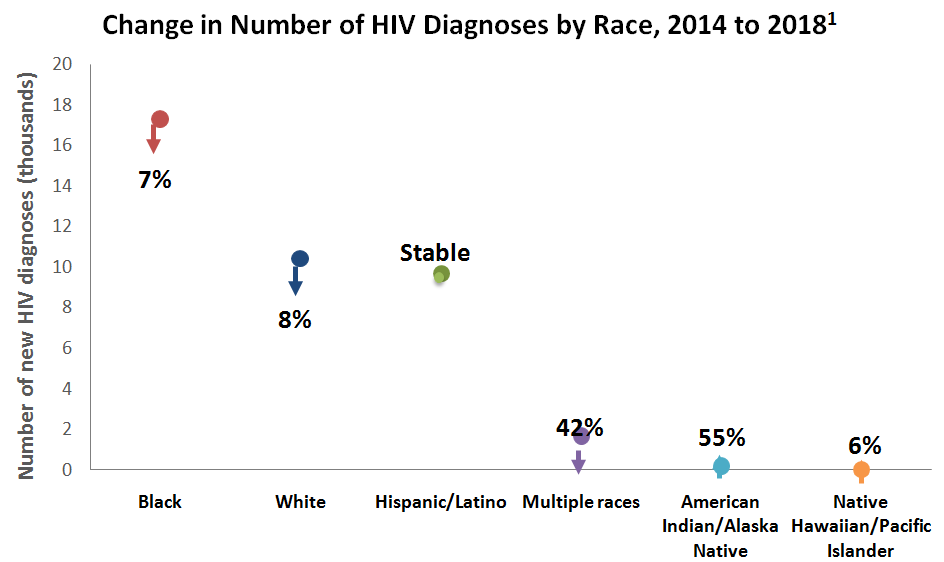 Change in Number of HIV Diagnoses by Race, 2014 to 2018¹
Number of new HIV diagnoses (thousands)
20
18
16
14
12
10
8
6
4
2
0
7%
8%
Stable
42%
55%
6%
Black
White
Hispanic/Latino
Multiple races
American
Indian/Alaska
Native
Native
Hawaiian/Pacific
Islander